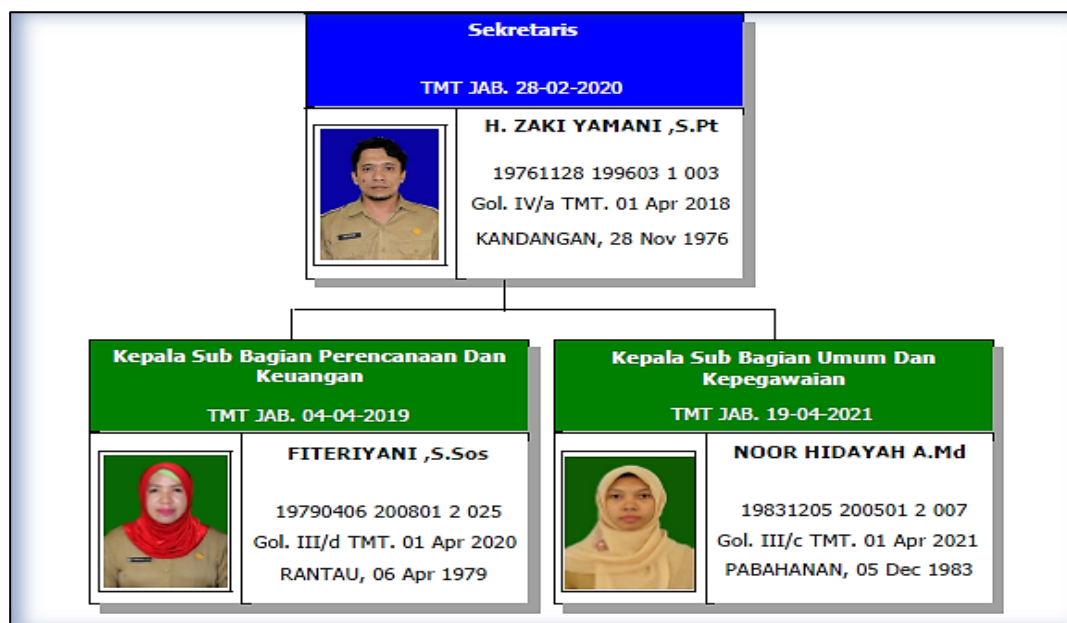 Sekretaris
TMT JAB. 28-02-2020
H. ZAKI YAMANI ,S.Pt
19761128 199603 1 003
Gol. IV/a TMT. 01 Apr 2018
KANDANGAN, 28 Nov 1976
Kepala Sub Bagian Perencanaan Dan
Keuangan
TMT JAB. 04-04-2019
FITERIYANI ,S.Sos
19790406 200801 2 025
Gol. III/d TMT. 01 Apr 2020
RANTAU, 06 Apr 1979
Kepala Sub Bagian Umum Dan
Kepegawaian
TMT JAB. 19-04-2021
NOOR HIDAYAH A.Md
19831205 200501 2 007
Gol. III/c TMT. 01 Apr 2021
PABAHANAN, 05 Dec 1983